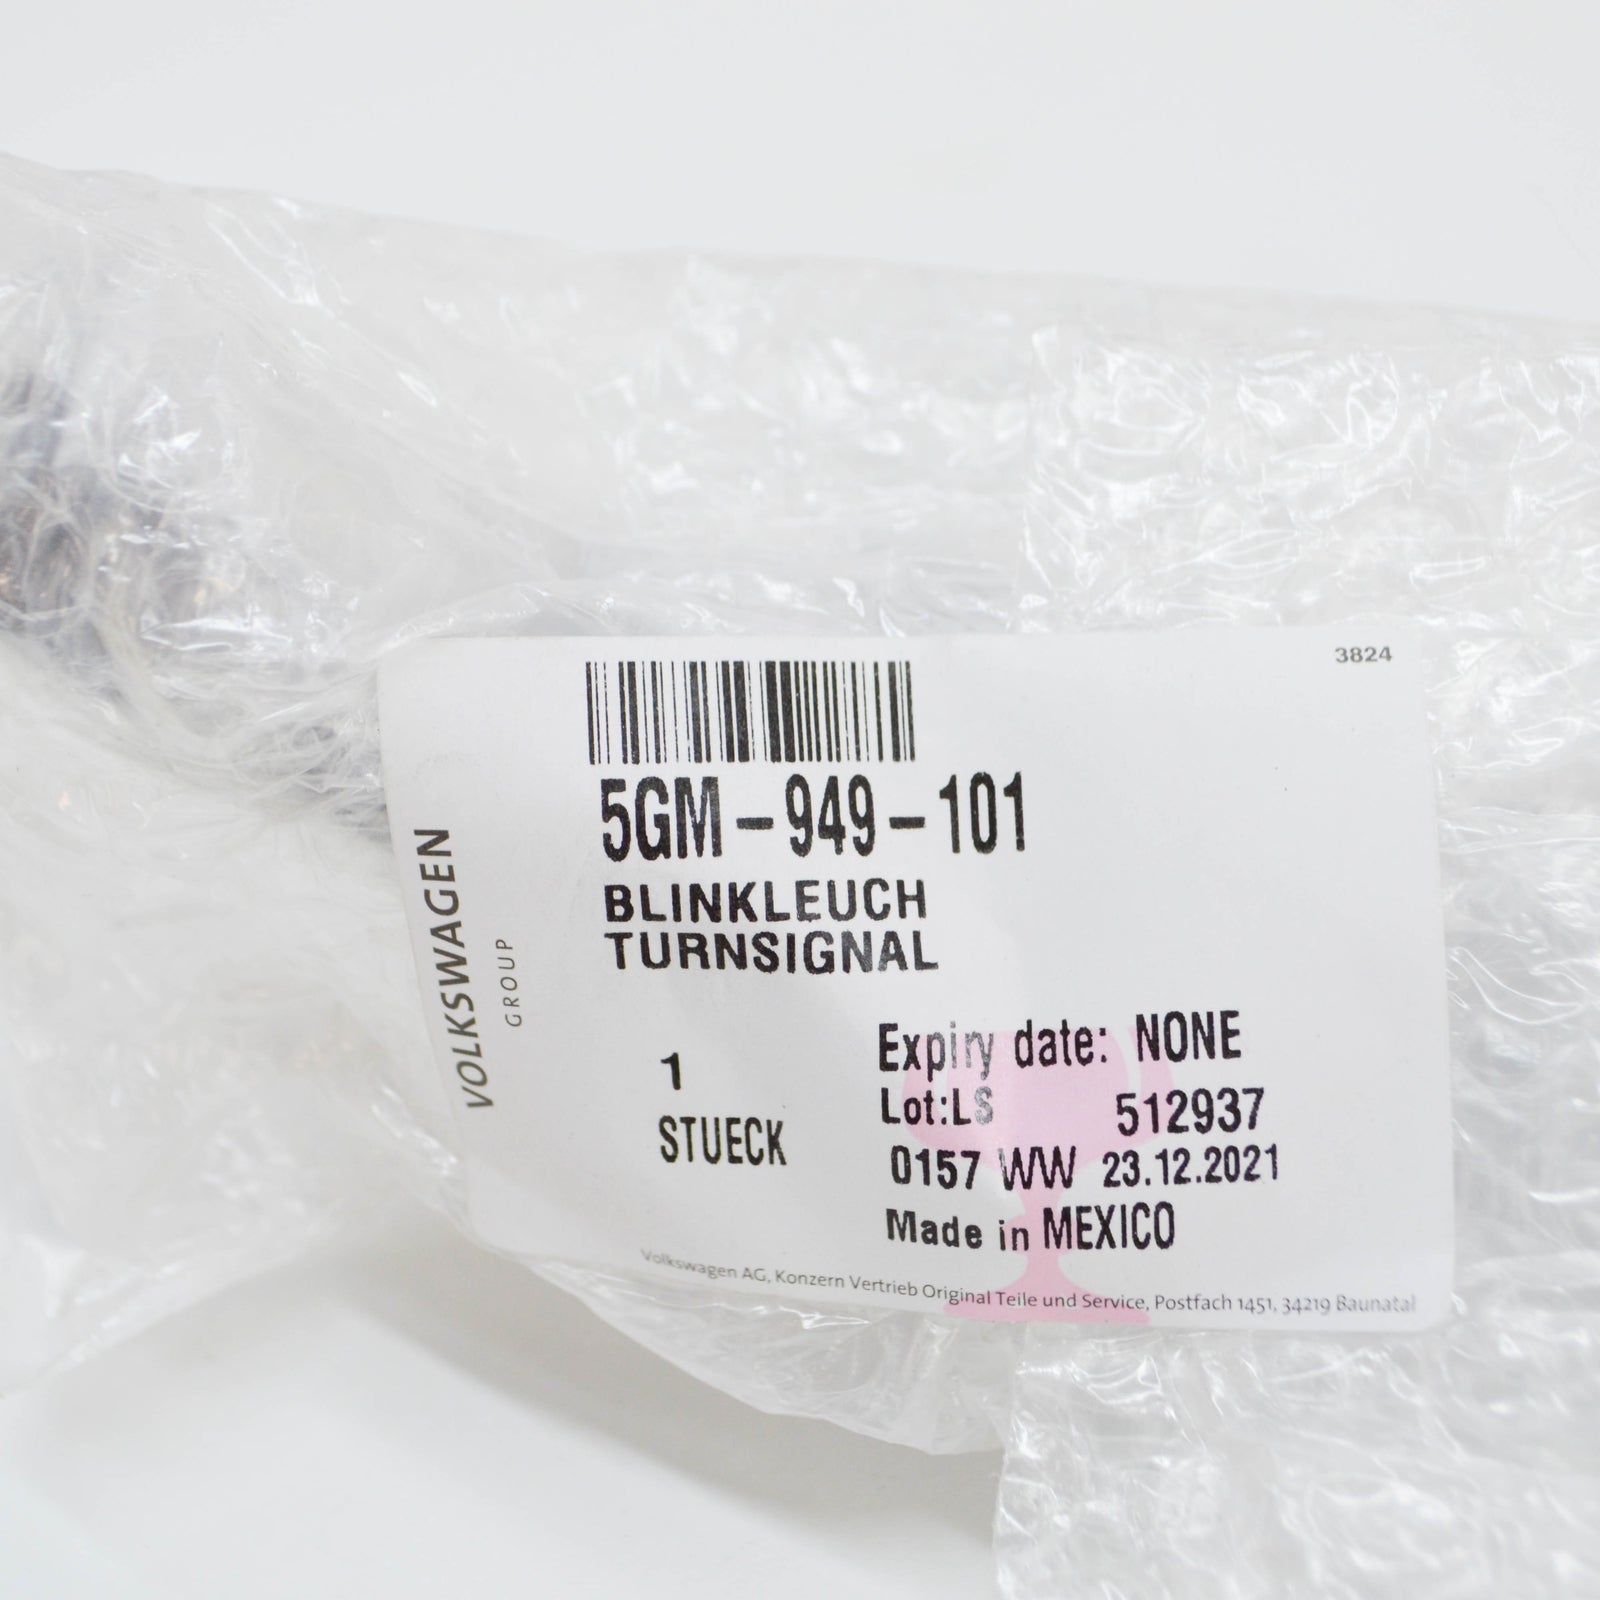 3824
5GM-949-101
BLINKLEUCH
TURNSIGNAL
VOLKSWAGEN
GROUP
1
STUECK
Expiry date: NONE
Lot:LS 512937
0157 WW 23.12.2021
Made in MEXICO
Volkswagen AG, Konzern Vertrieb Original Teile und Service, Postfach 1451, 34219 Baunatal